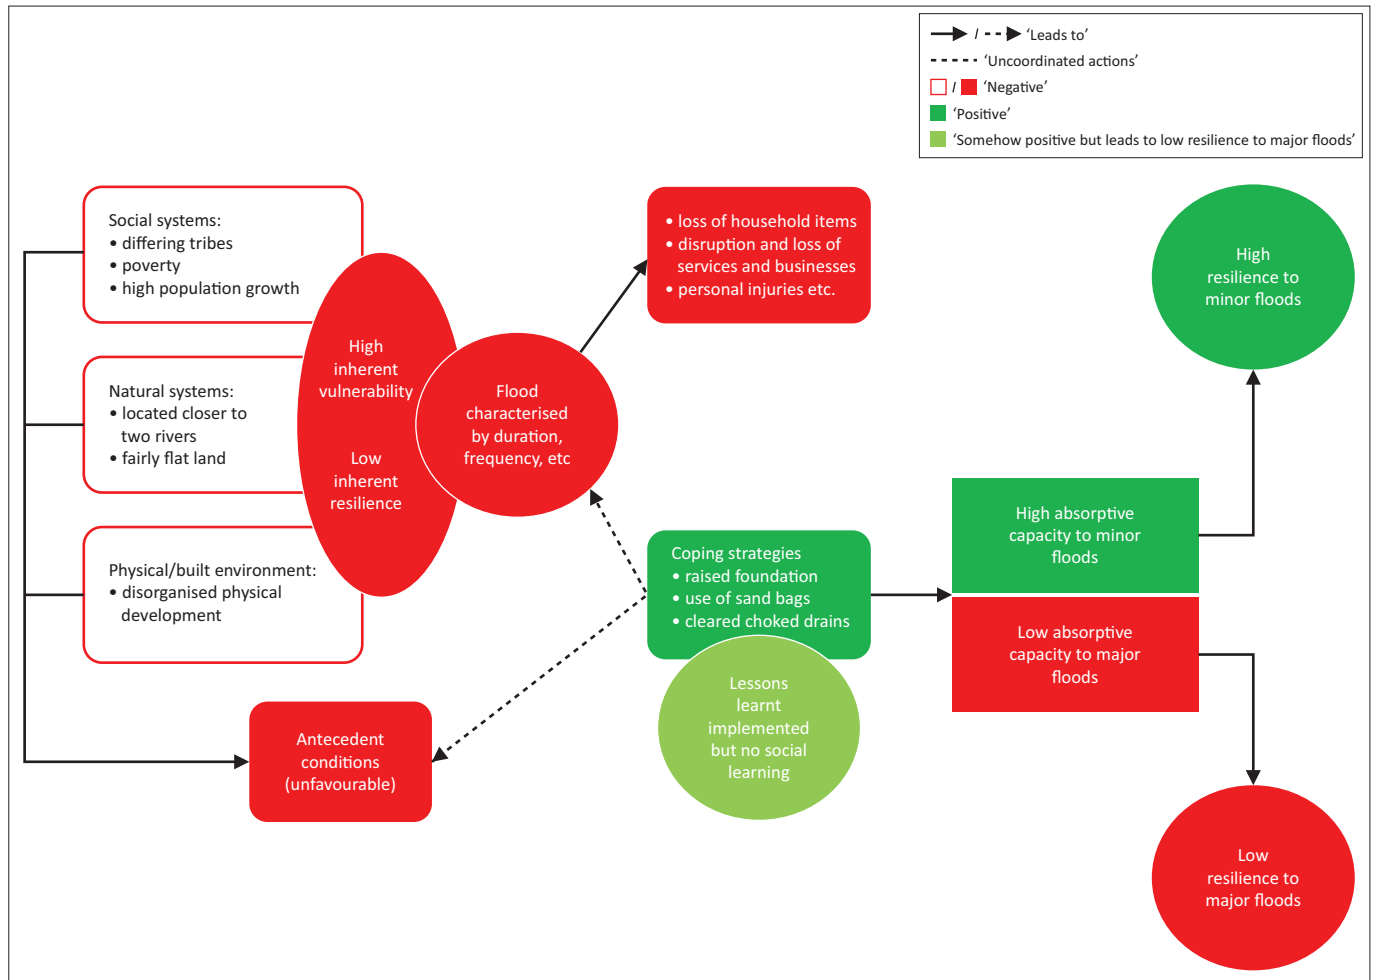 / 'Leads to'
'Uncoordinated actions'
/ 'Negative'
'Positive'
'Somehow positive but leads to low resilience to major floods'
Social systems:
• differing tribes
• poverty
• high population growth
Natural systems:
• located closer to
two rivers
• fairly flat land
Physical/built environment:
• disorganised physical
development
High
inherent
vulnerability
Low
inherent
resilience
Flood
characterised
by duration,
frequency, etc
• loss of household items
• disruption and loss of
services and businesses
• personal injuries etc.
Antecedent
conditions
(unfavourable)
Coping strategies
• raised foundation
• use of sand bags
• cleared choked drains
Lessons
learnt
implemented
but no social
learning
High absorptive
capacity to minor
floods
Low absorptive
capacity to major
floods
High
resilience to
minor floods
Low
resilience to
major floods